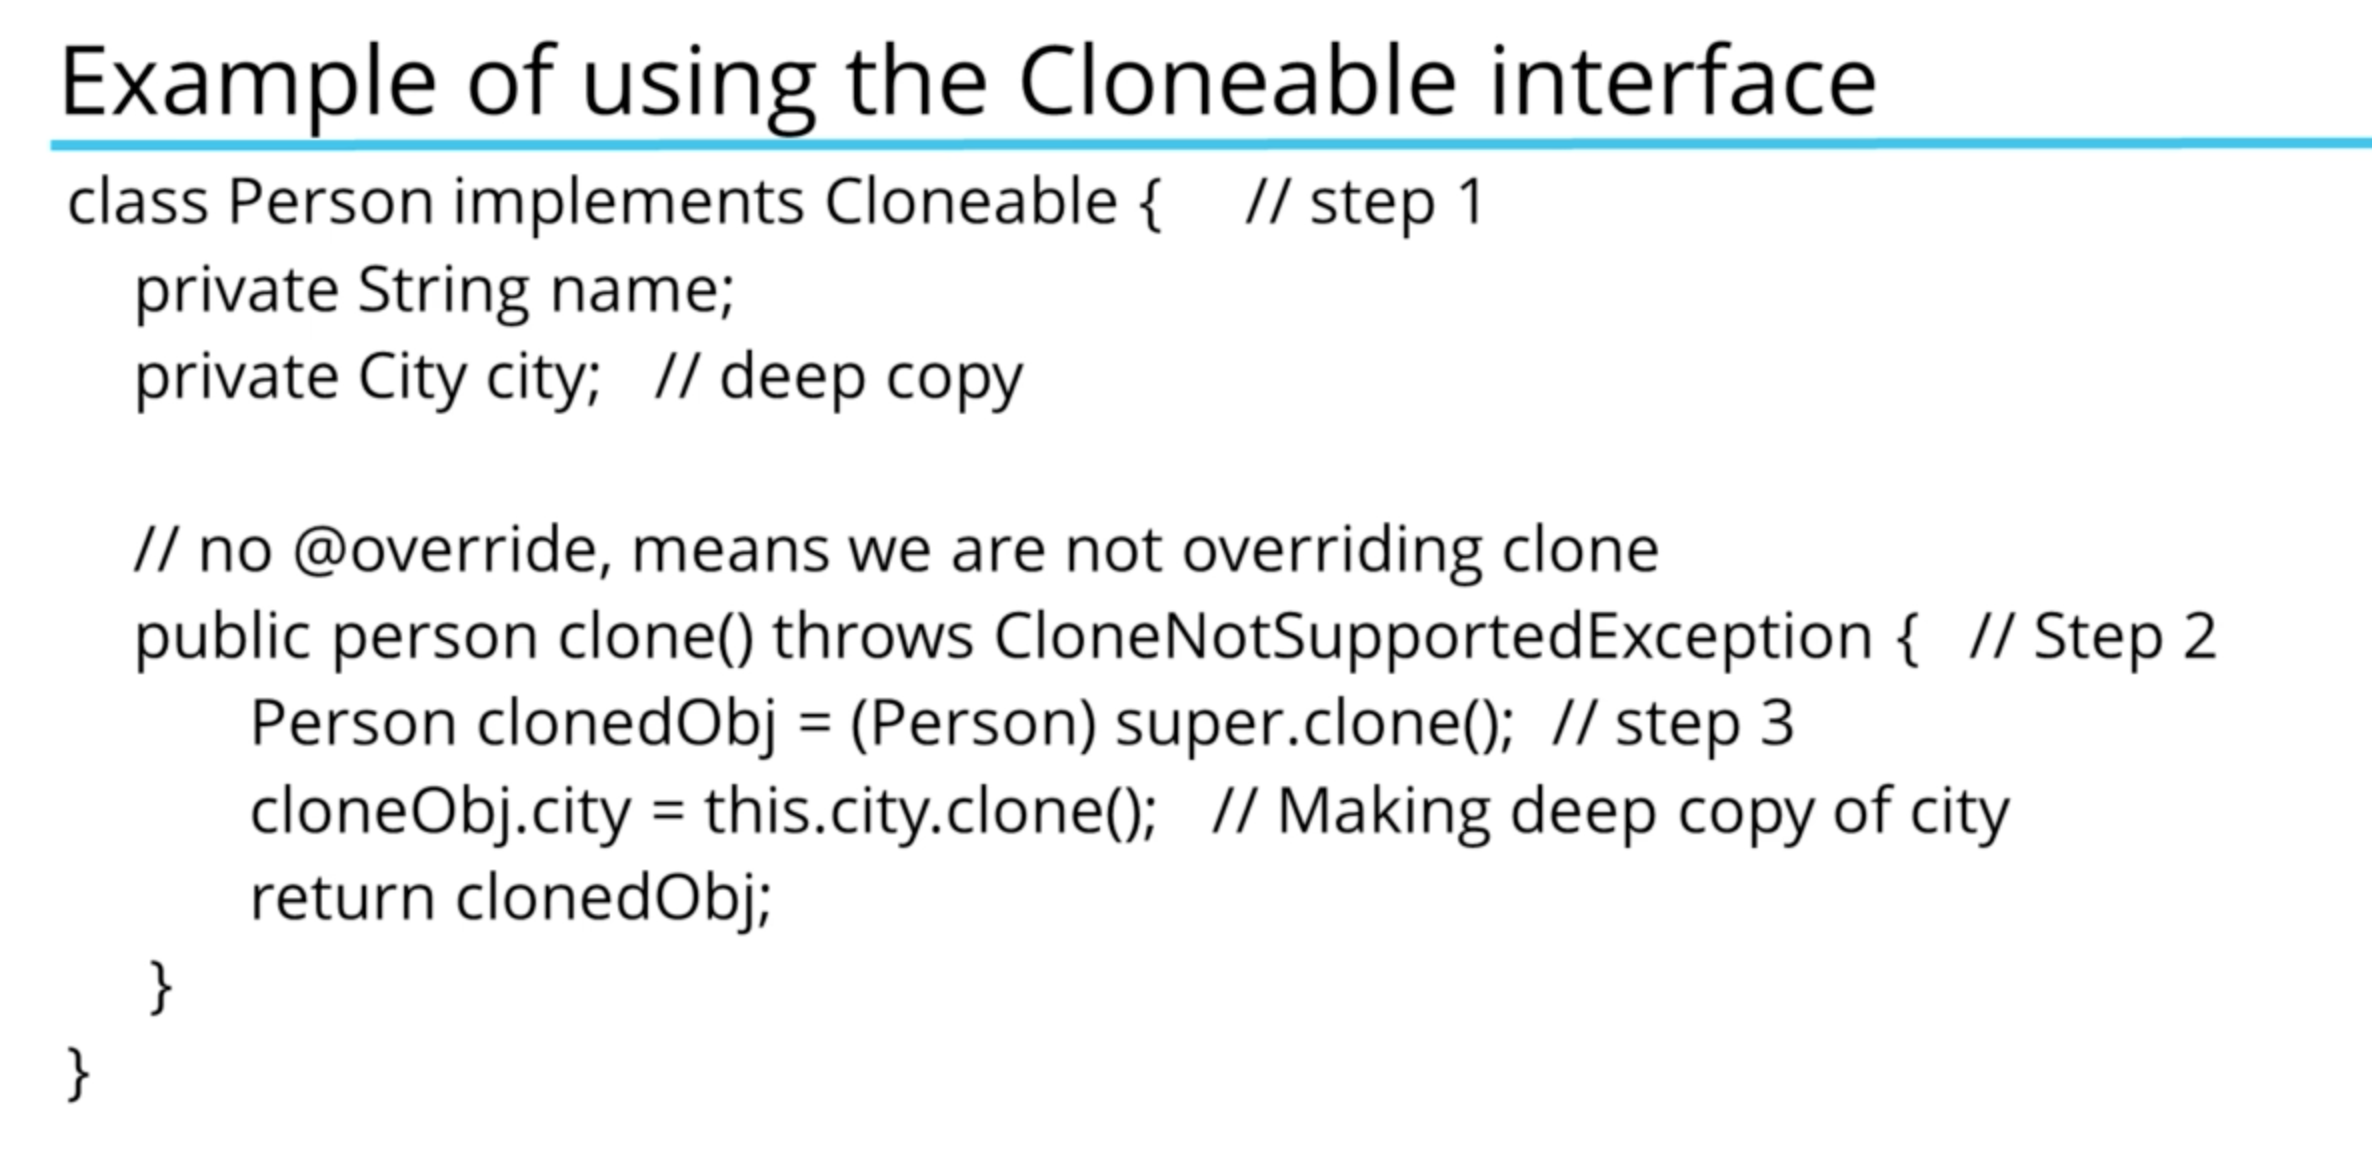 Example of using the Cloneable interface
class Person implements Cloneable { // step 1
private String name;
private City city; // deep copy
// no @override, means we are not overriding clone
public person clone() throws CloneNotSupportedException { // Step 2
Person clonedObj = (Person) super.clone(); // step 3
cloneObj.city = this.city.clone(); // Making deep copy of city
return clonedObj;
}
}